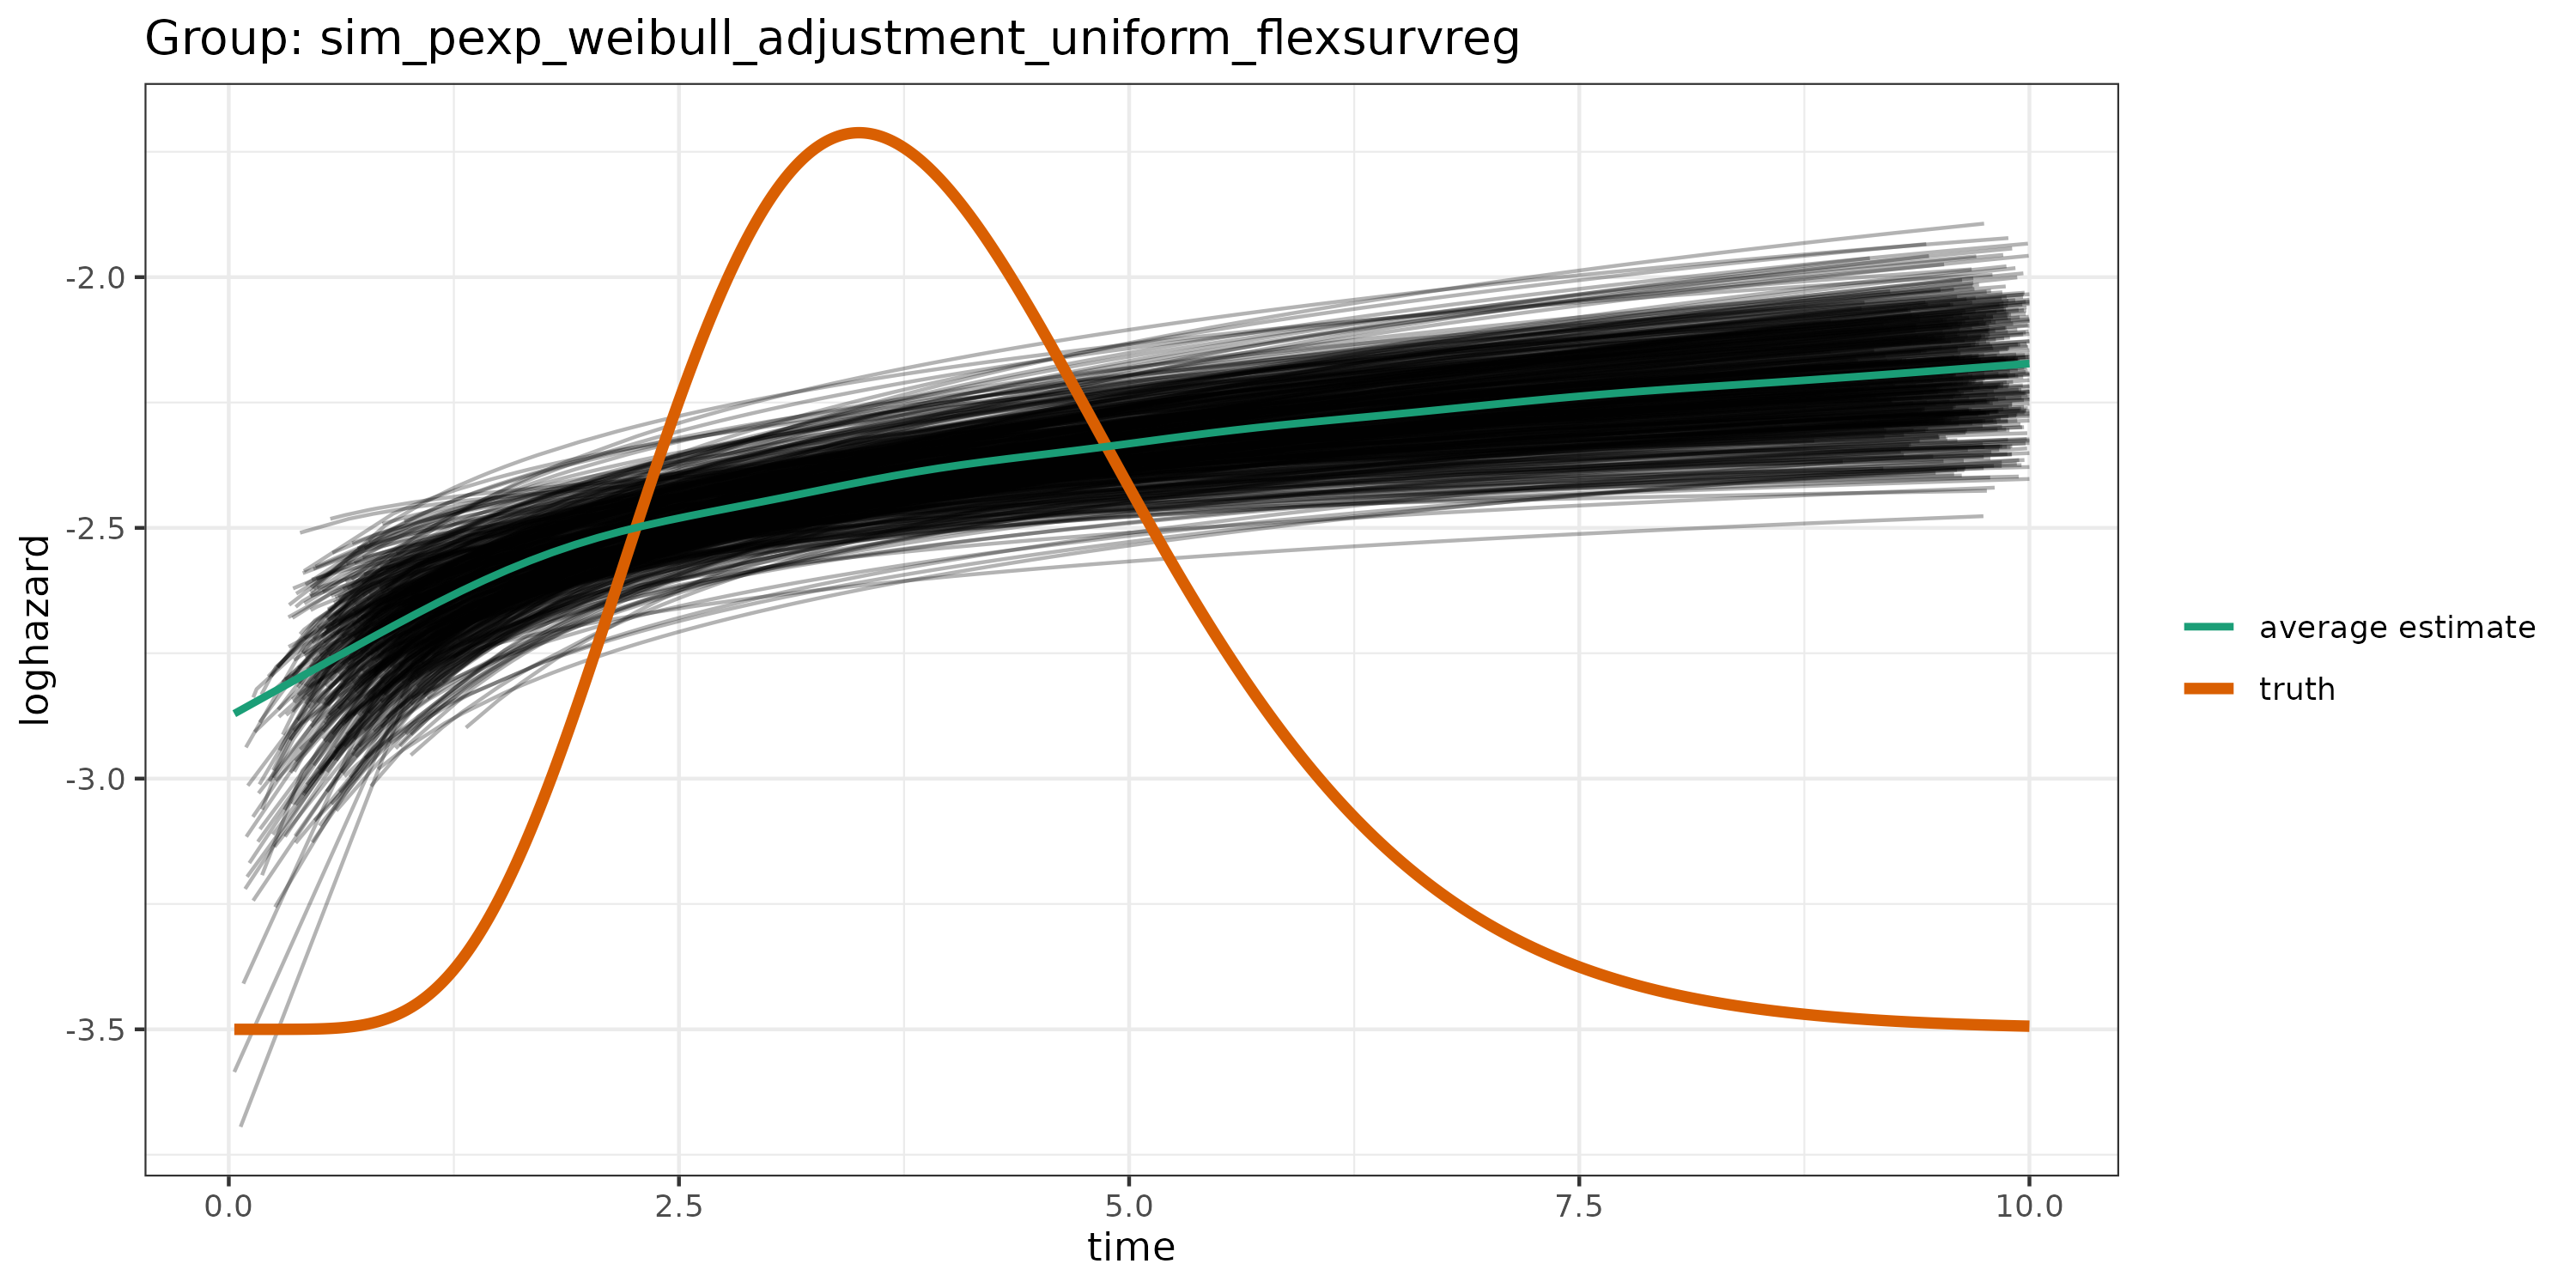 Group: sim_pexp_weibull_adjustment_uniform_flexsurvreg
loghazard
-2.0
-2.5
-3.0
-3.5
0.0
2.5
5.0
7.5
10.0
time
average estimate
truth